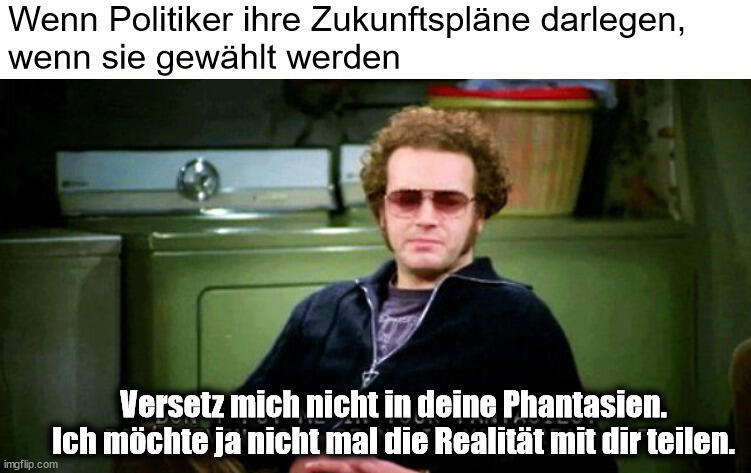 Wenn Politiker ihre Zukunftspläne darlegen,
wenn sie gewählt werden
Versetz mich nicht in deine Phantasien.
Ich möchte ja nicht mal die Realität mit dir teilen.
imgflip.com